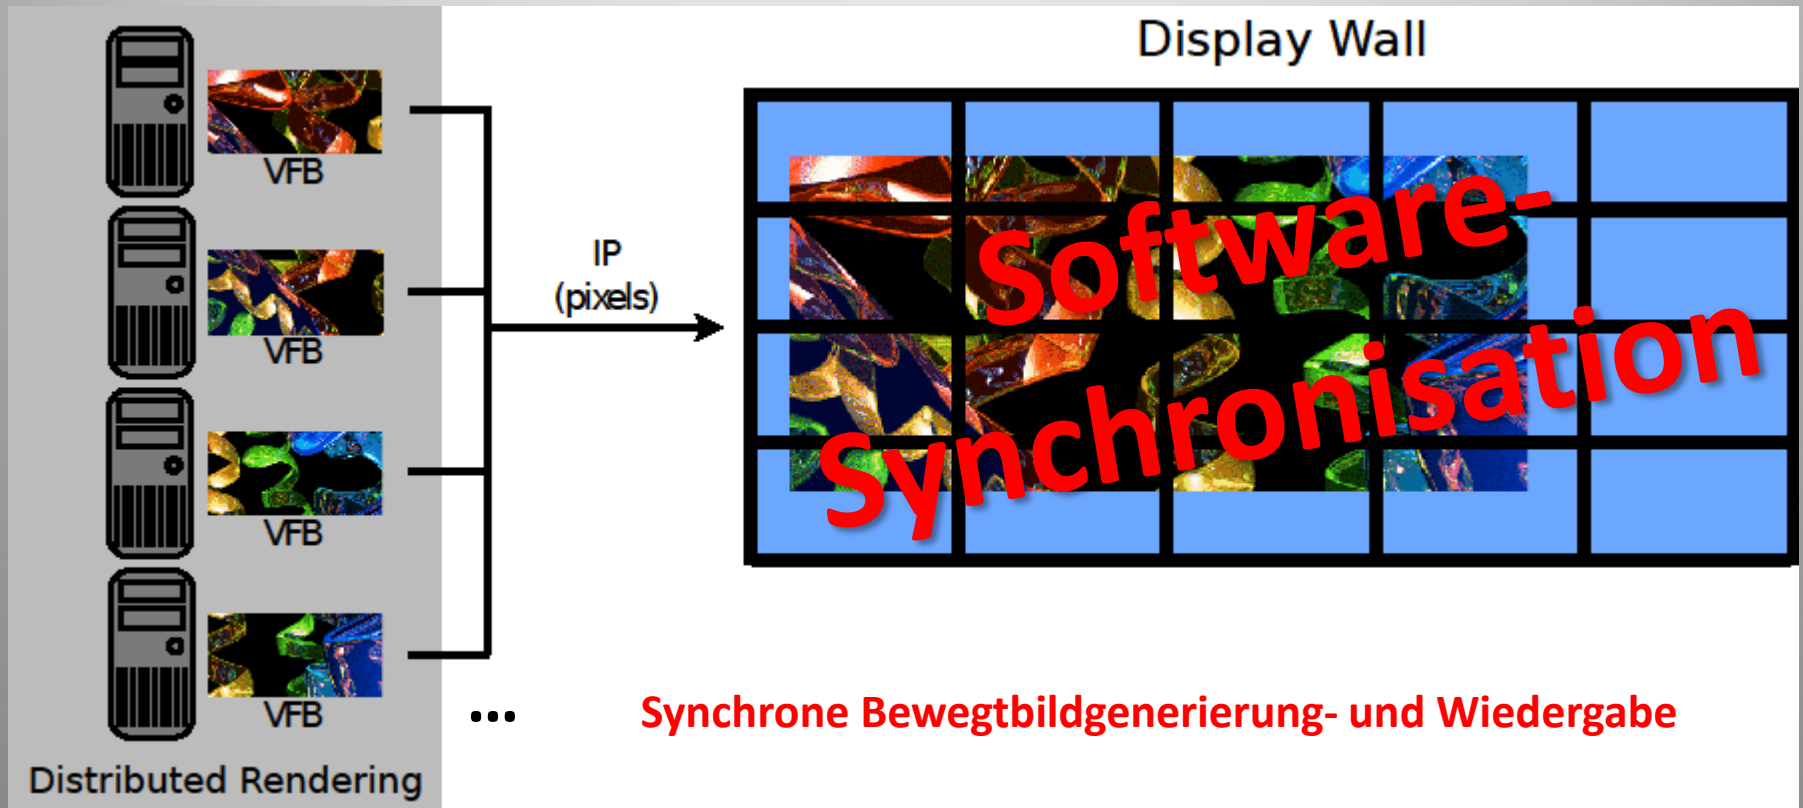 Display Wall
VFB
VFB
VFB
VFB
Distributed Rendering
IP
(pixels)
Software-
Synchronisation
...
Synchrone Bewegtbildgenerierung- und Wiedergabe